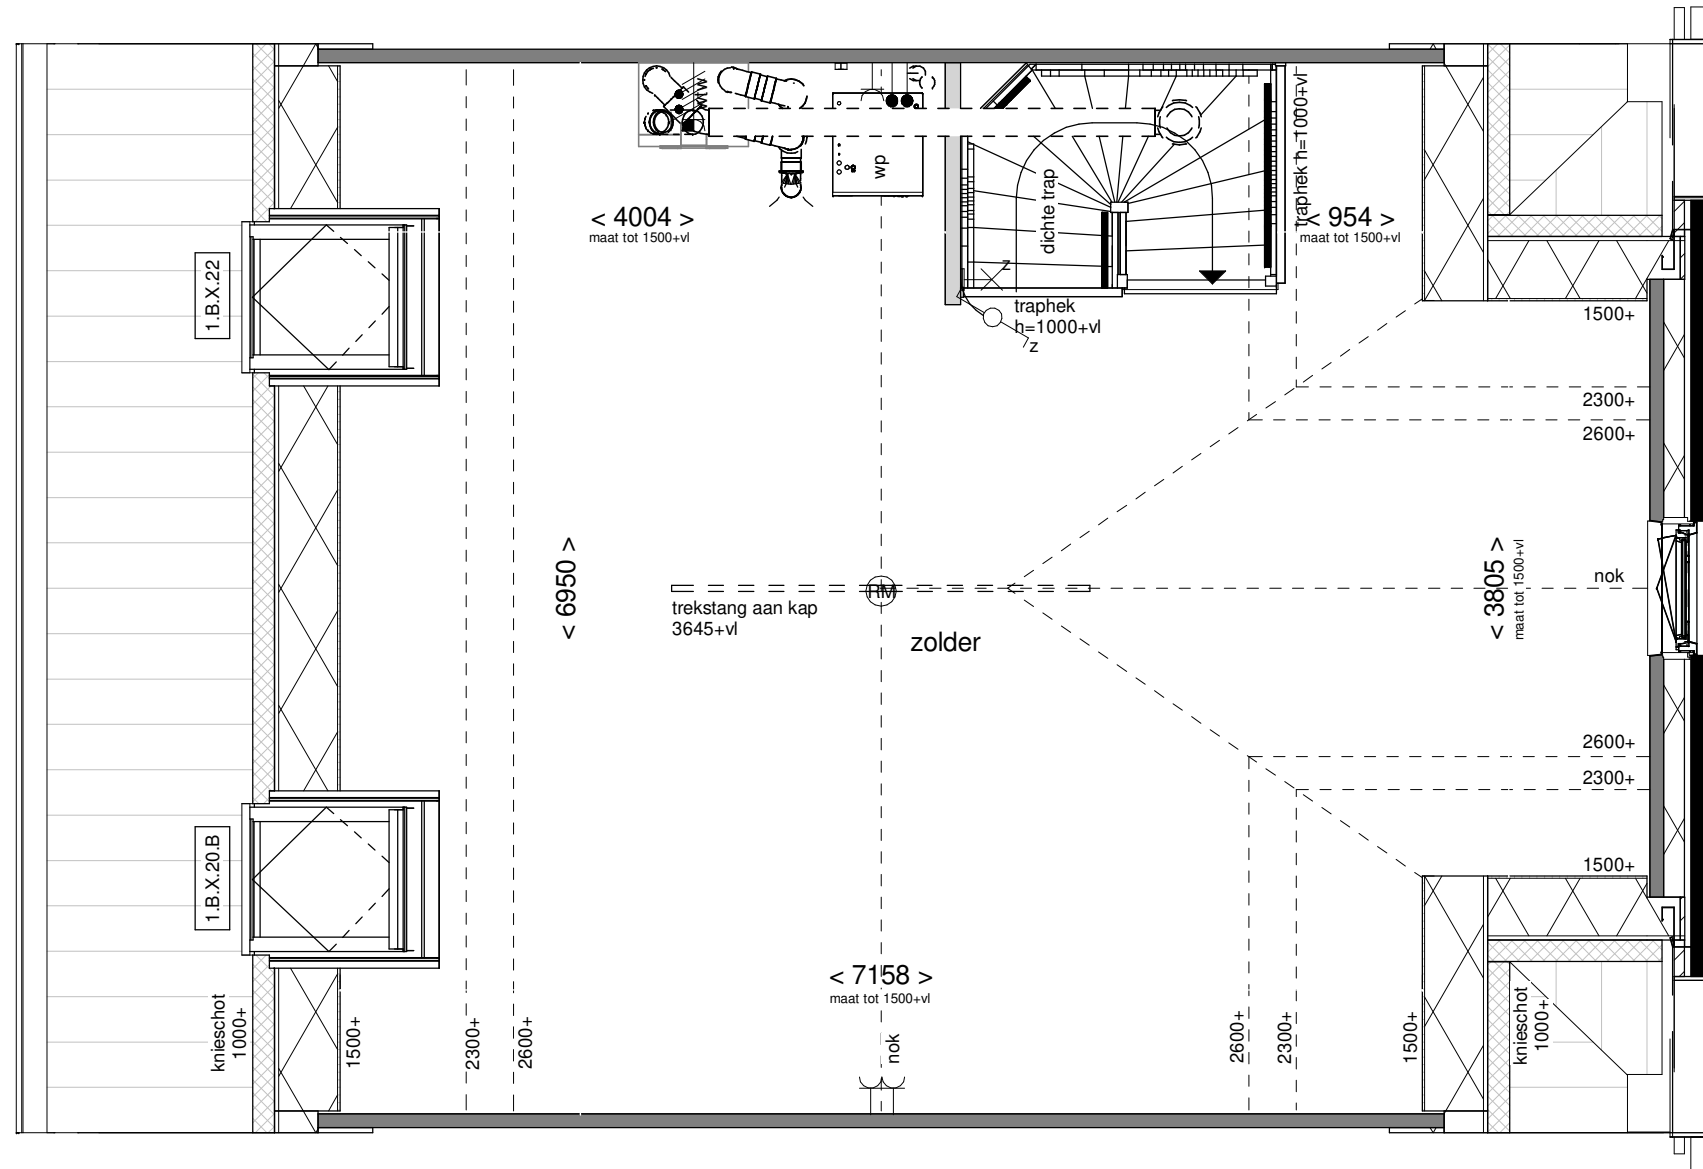 wp
dichte trap
traphek h=1000+vl
< 4004 >
maat tot 1500+vl
< 954 >
maat tot 1500+vl
1.B.X.22
z
traphek
h=1000+vl
z
1500+
2300+
2600+
< 6950 >
RM
trekstang aan kap
3645+vl
zolder
< 3805 >
maat tot 1500+vl
nok
2600+
2300+
1500+
1.B.X.20.B
< 7158 >
maat tot 1500+vl
knieschot
1000+
1500+
2300+
2600+
nok
2600+
2300+
1500+
knieschot
1000+